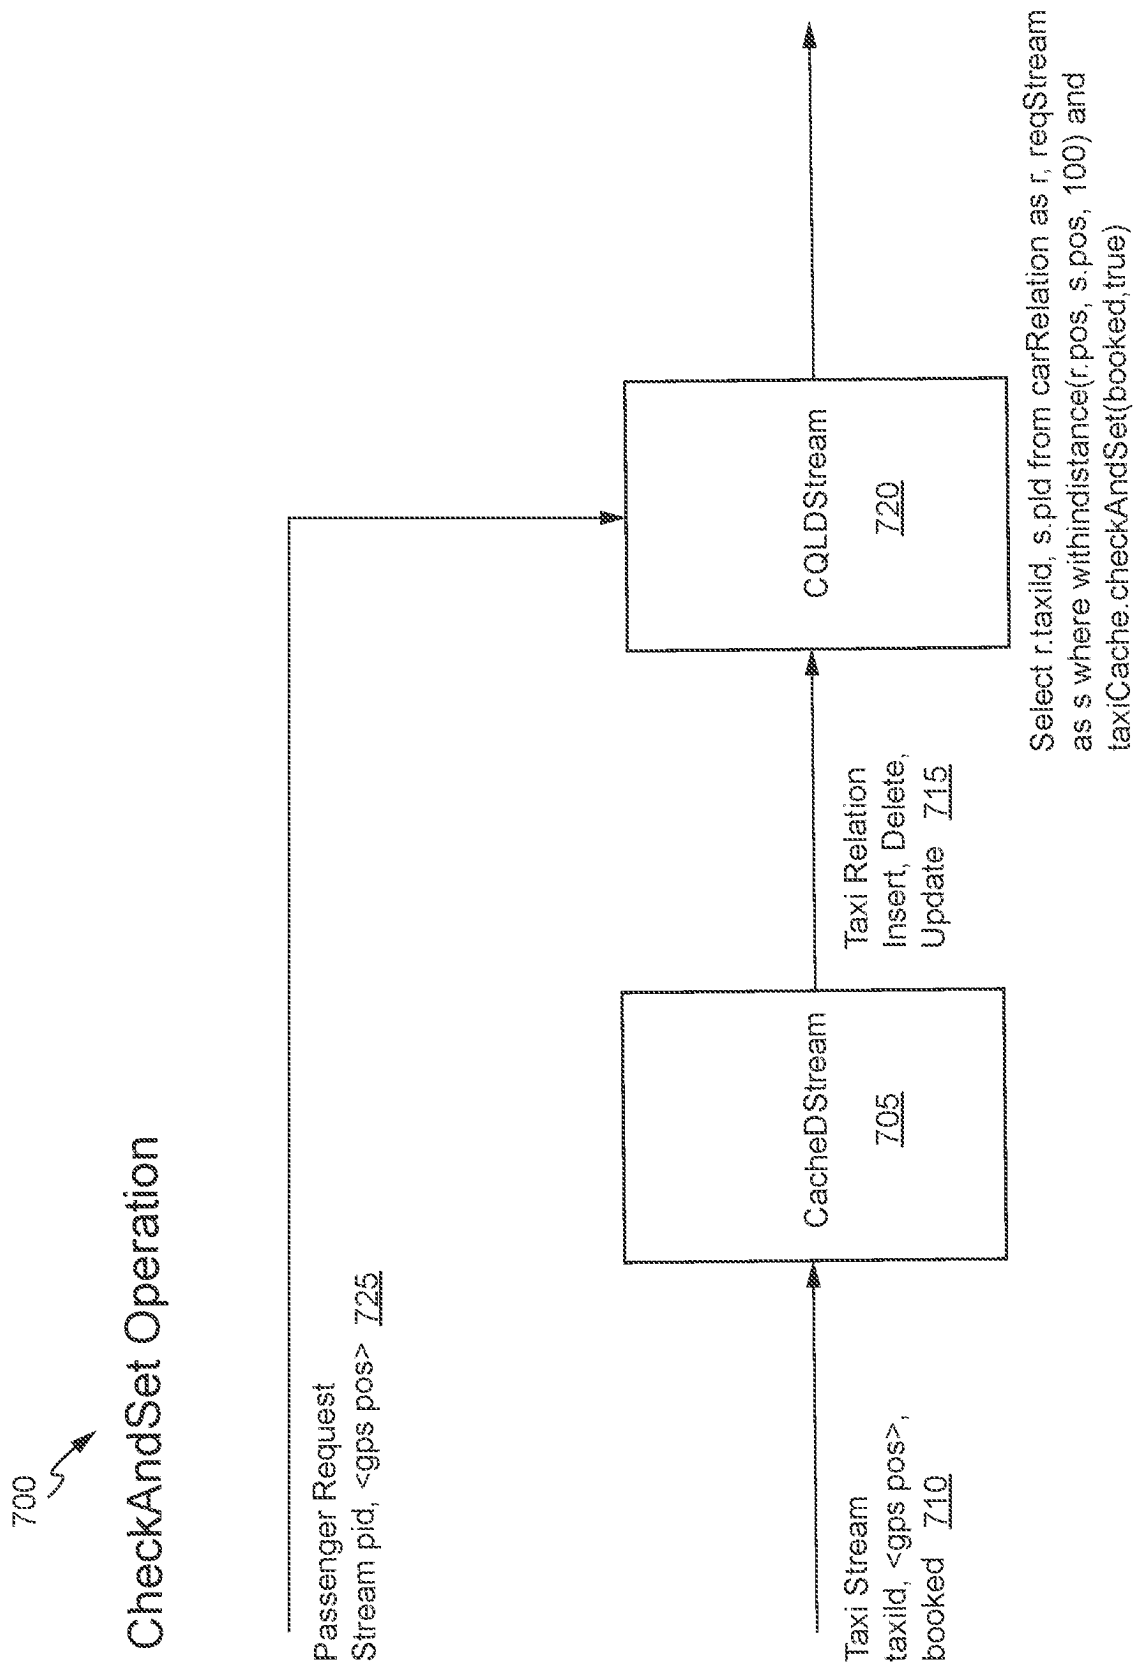 700
CheckAndSet Operation
Passenger Request
Stream pid, <gps pos> 725
Taxi Stream
taxiId, <gps pos>,
booked 710
CacheDStream
705
Taxi Relation
Insert, Delete,
Update 715
CQLDStream
720
Select r.taxiId, s.pId from carRelation as r, reqStream
as s where withindistance(r.pos, s.pos, 100) and
taxiCache.checkAndSet(booked,true)